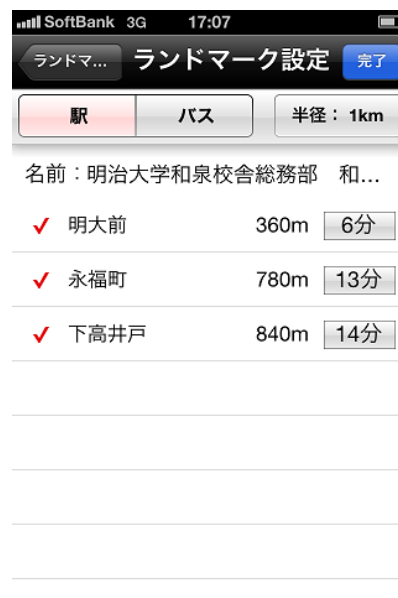 SoftBank 3G 17:07
ランドマ... ランドマーク設定 完了
駅 バス 半径：1km
名前：明治大学和泉校舎総務部　和...
明大前 360m 6分
永福町 780m 13分
下高井戸 840m 14分